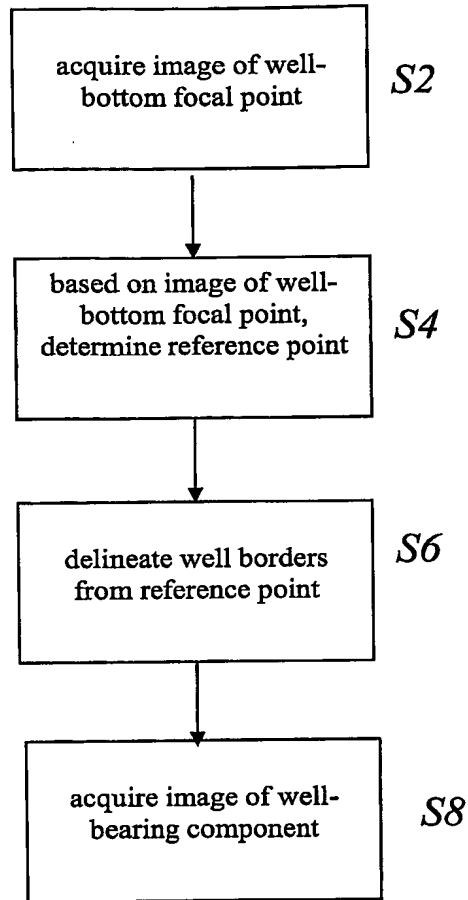 acquire image of well-
bottom focal point
S2
based on image of well-
bottom focal point,
determine reference point
S4
delineate well borders
from reference point
S6
acquire image of well-
bearing component
S8